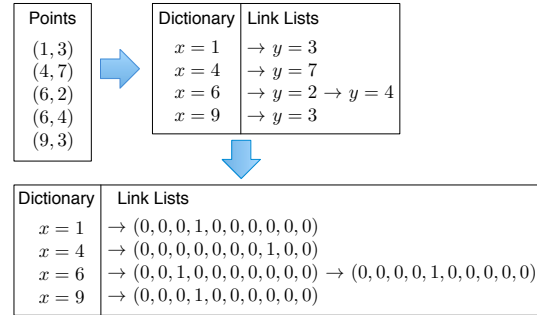 Points
(1, 3)
(4, 7)
(6, 2)
(6, 4)
(9, 3)
Dictionary Link Lists
x = 1 → y = 3
x = 4 → y = 7
x = 6 → y = 2 → y = 4
x = 9 → y = 3
Dictionary Link Lists
x = 1 → (0, 0, 0, 1, 0, 0, 0, 0, 0, 0)
x = 4 → (0, 0, 0, 0, 0, 0, 0, 1, 0, 0)
x = 6 → (0, 0, 1, 0, 0, 0, 0, 0, 0, 0) → (0, 0, 0, 0, 1, 0, 0, 0, 0, 0)
x = 9 → (0, 0, 0, 1, 0, 0, 0, 0, 0, 0)